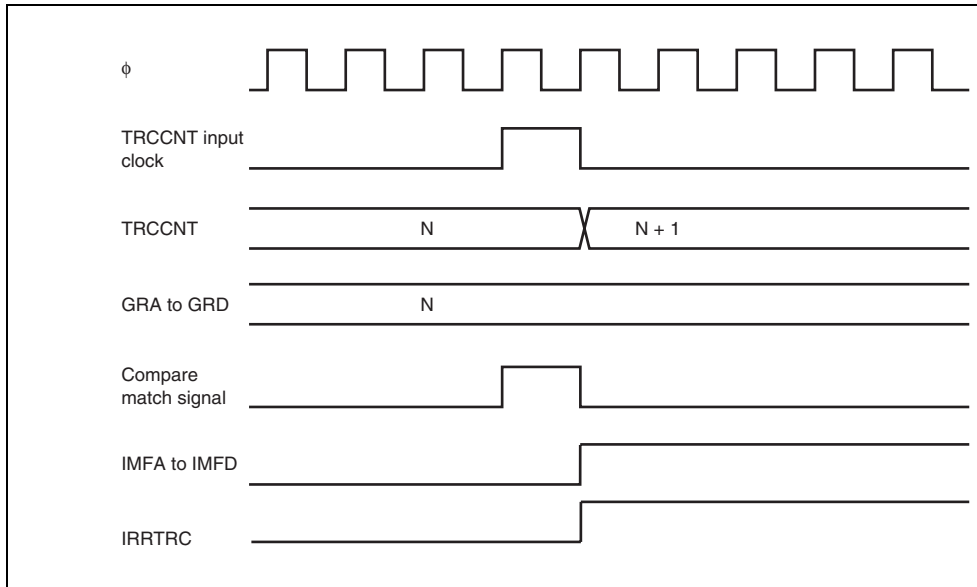 ϕ
TRCCNT input
clock
TRCCNT
N
N + 1
GRA to GRD
N
Compare
match signal
IMFA to IMFD
IRRTRC